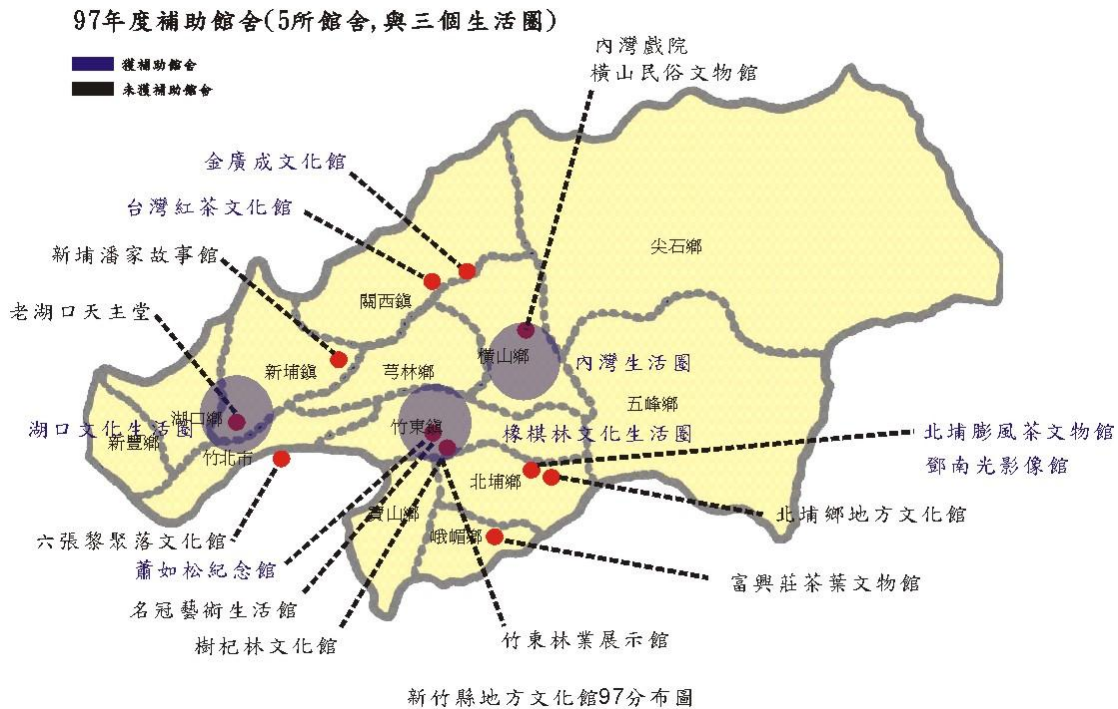 97年度補助館舍(5所館舍,與三個生活圈)
獲補助館舍
未獲補助館舍
內灣戲院
橫山民俗文物館
金廣成文化館
台灣紅茶文化館
新埔潘家故事館
老湖口天主堂
尖石鄉
關西鎮
橫山鄉
內灣生活圈
新埔鎮
芎林鄉
五峰鄉
湖口鄉
湖口文化生活圈
新豐鄉
竹北市
竹東鎮
橡棋林文化生活圈
北埔鄉
北埔膨風茶文物館
鄧南光影像館
寶山鄉
峨嵋鄉
北埔鄉地方文化館
六張黎聚落文化館
蕭如松紀念館
名冠藝術生活館
樹杞林文化館
竹東林業展示館
富興莊茶葉文物館
新竹縣地方文化館97分布圖